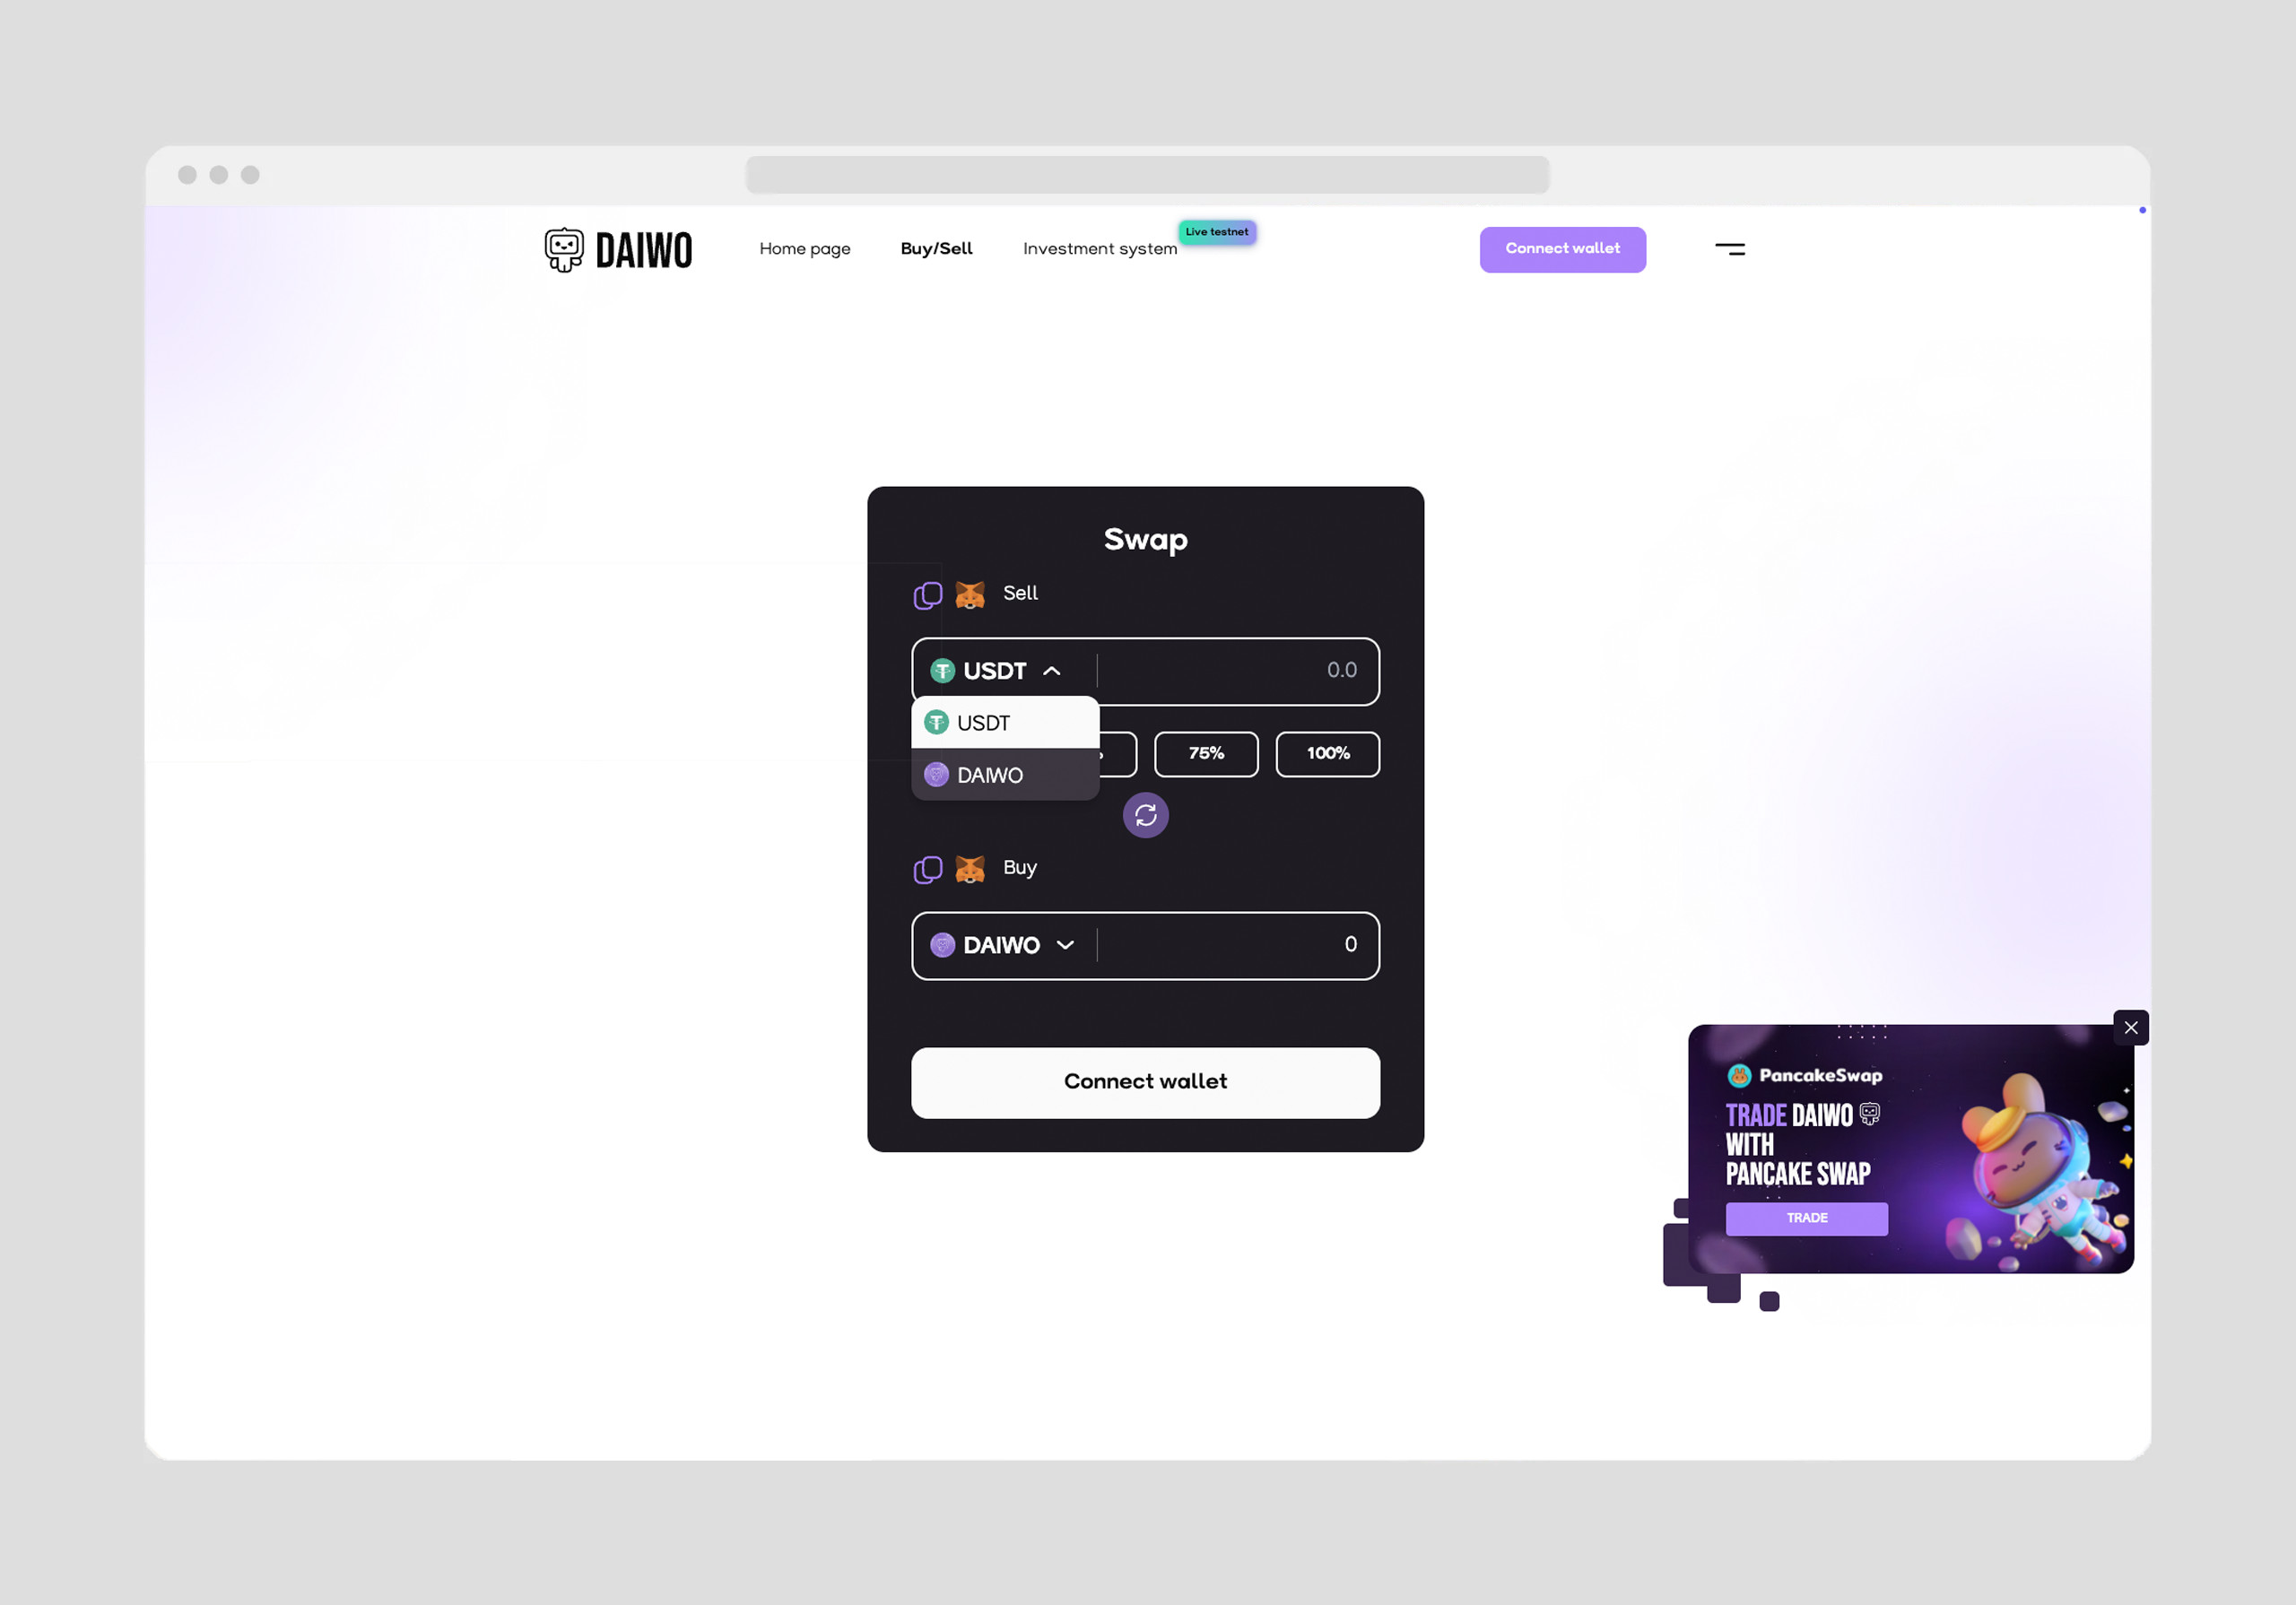 DAIWO
Home page
Buy/Sell
Investment system
Live testnet
Connect wallet
Swap
Sell
USDT
0.0
USDT
75%
100%
DAIWO
Buy
DAIWO
0
Connect wallet
PancakeSwap
TRADE DAIWO
WITH
PANCAKE SWAP
TRADE